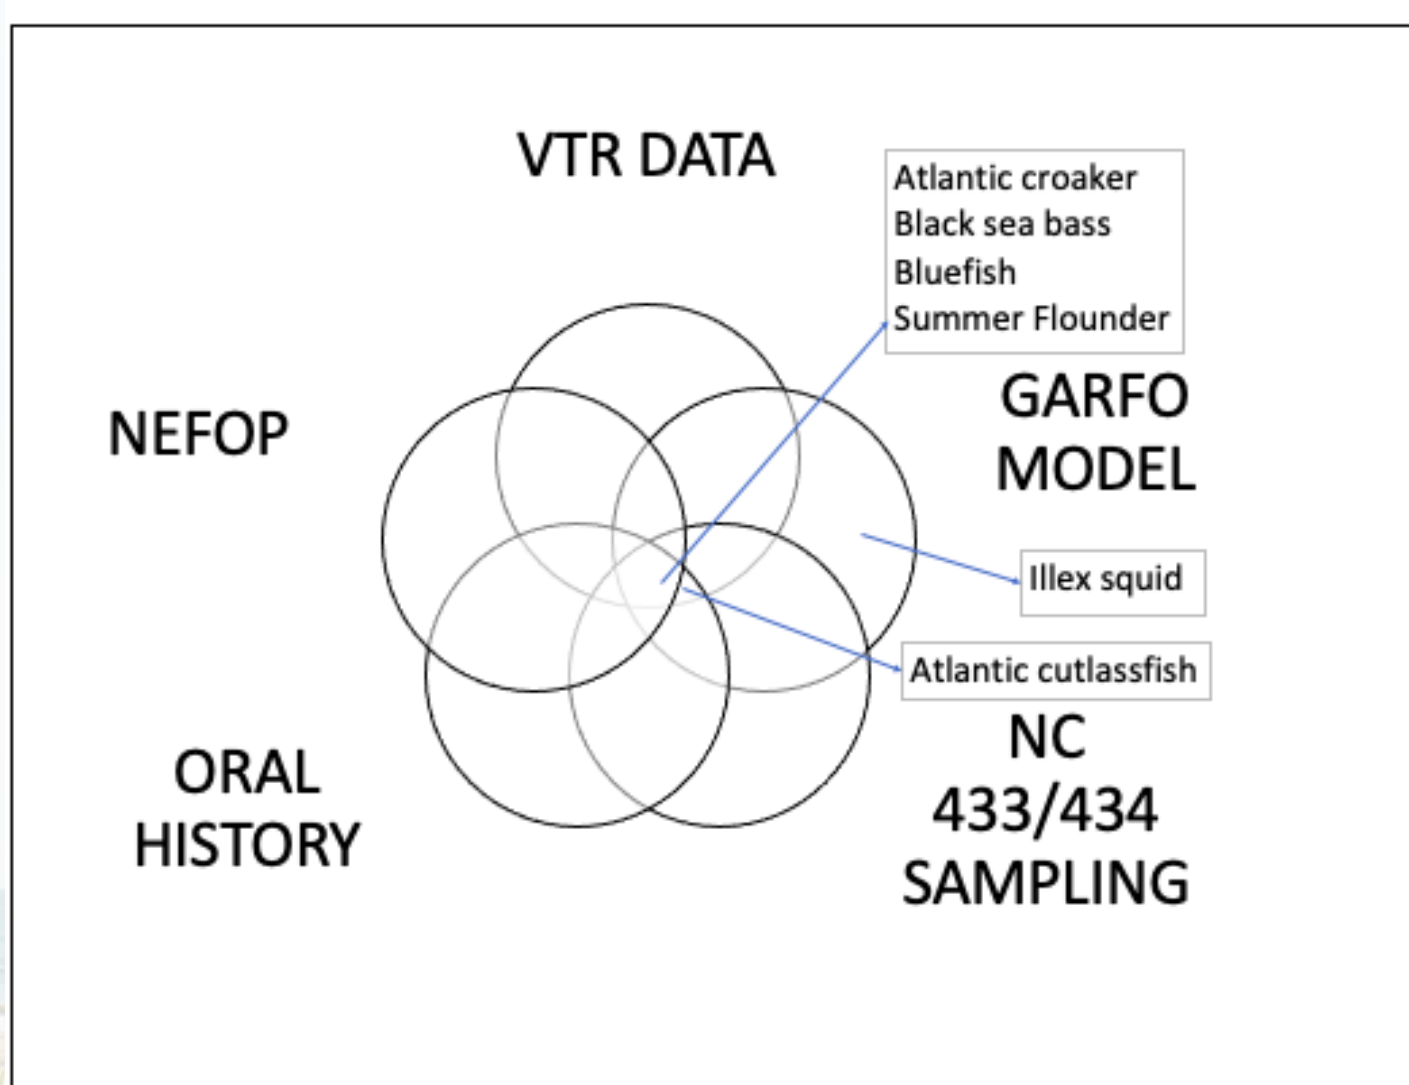 VTR DATA
Atlantic croaker
Black sea bass
Bluefish
Summer Flounder
NEFOP
GARFO
MODEL
Illex squid
Atlantic cutlassfish
ORAL
HISTORY
NC
433/434
SAMPLING